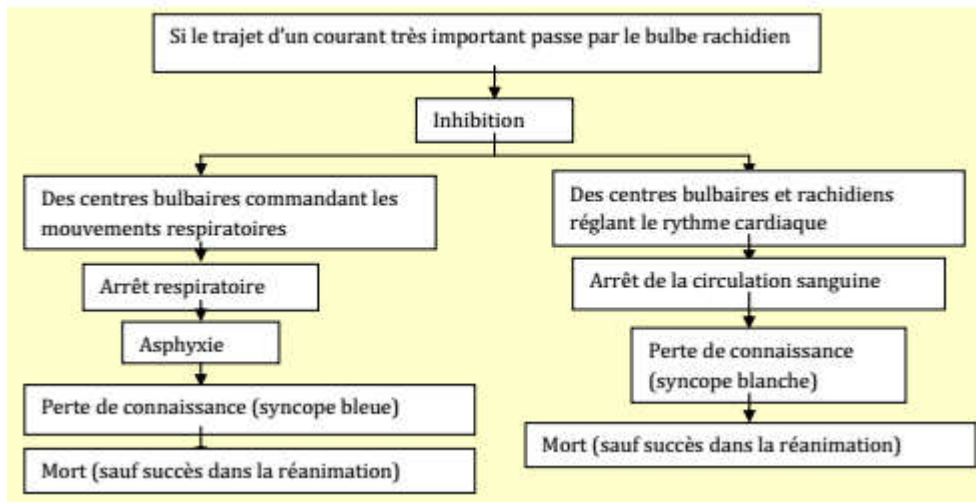 Si le trajet d'un courant très important passe par le bulbe rachidien
Inhibition
Des centres bulbaires commandant les
mouvements respiratoires
Arrêt respiratoire
Asphyxie
Perte de connaissance (syncope bleue)
Mort (sauf succès dans la réanimation)
Des centres bulbaires et rachidiens
réglant le rythme cardiaque
Arrêt de la circulation sanguine
Perte de connaissance
(syncope blanche)
Mort (sauf succès dans la réanimation)